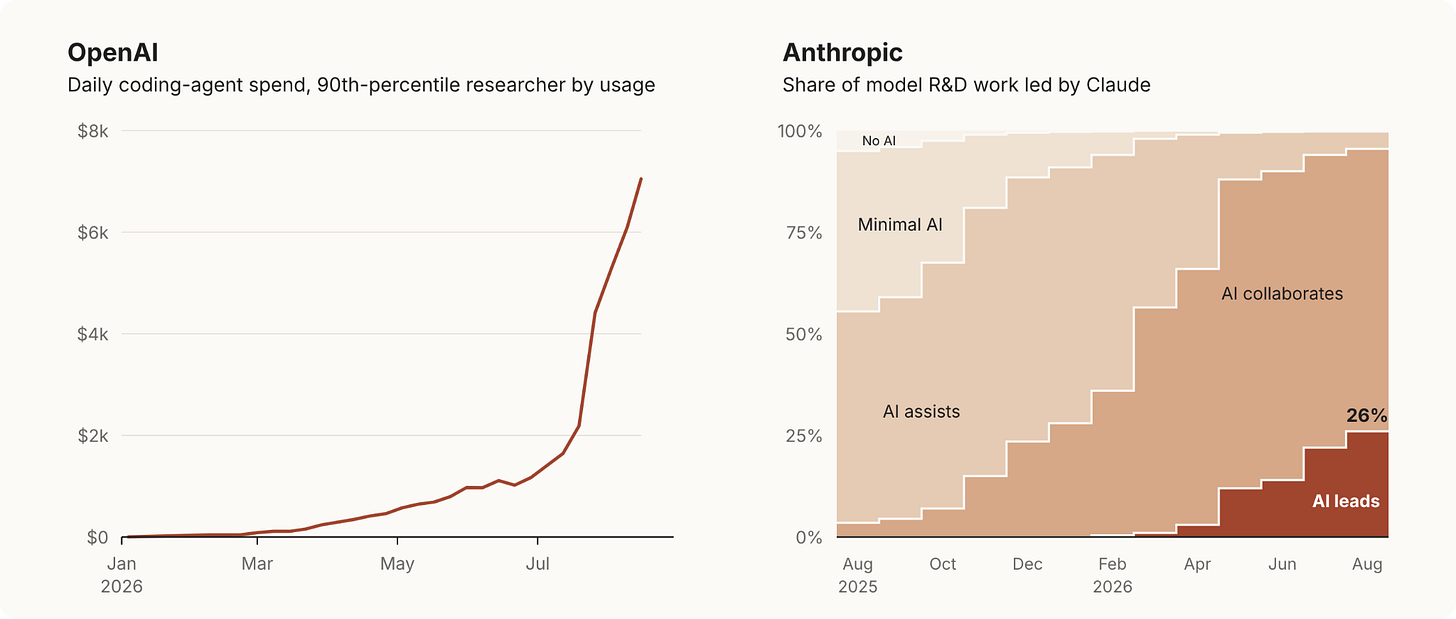 OpenAI
Daily coding-agent spend, 90th-percentile researcher by usage
$8k
$6k
$4k
$2k
$0
Jan
2026
Mar
May
Jul
Anthropic
Share of model R&D work led by Claude
100%
75%
50%
25%
0%
No AI
Minimal AI
AI assists
AI collaborates
26%
AI leads
Aug
2025
Oct
Dec
Feb
2026
Apr
Jun
Aug